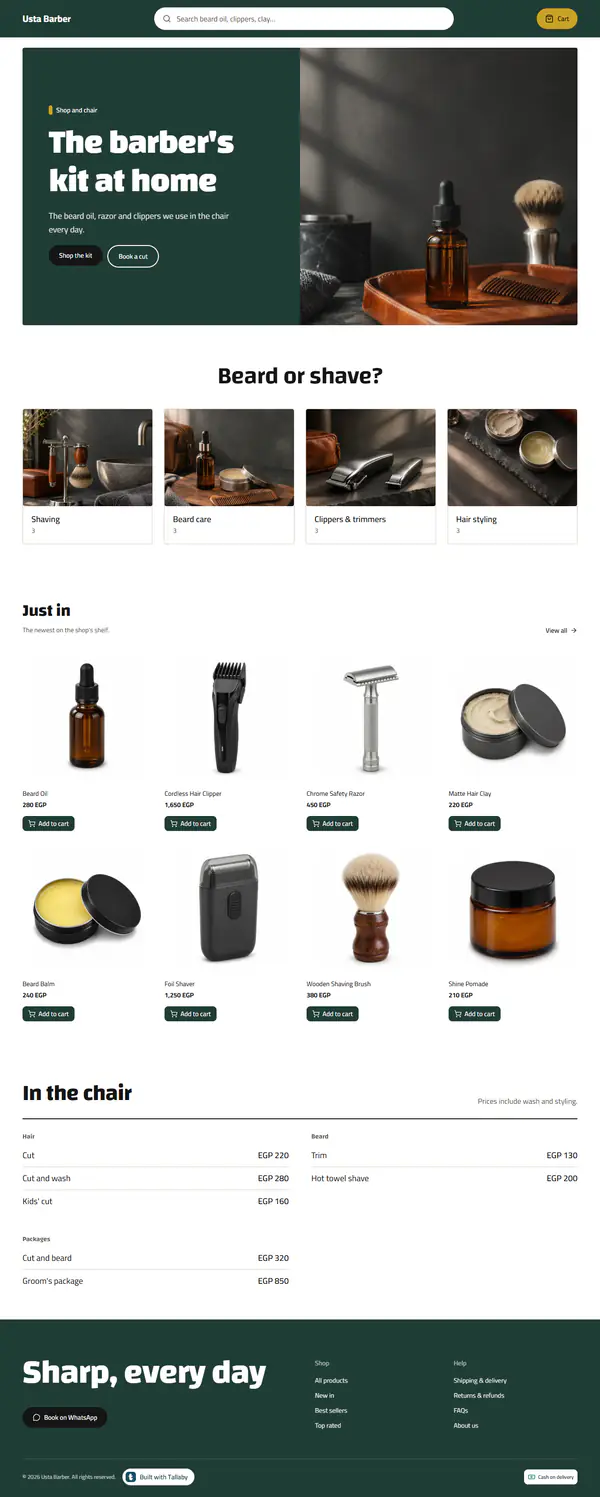 Usta Barber
Search beard oil, clippers, clay...
Cart
Shop and chair
The barber's
kit at home
The beard oil, razor and clippers we use in the chair
every day.
Shop the kit
Book a cut
Beard or shave?
Shaving
3
Beard care
3
Clippers & trimmers
3
Hair styling
3
Just in
The newest on the shop's shelf.
View all
Beard Oil
280 EGP
Add to cart
Cordless Hair Clipper
1,650 EGP
Add to cart
Chrome Safety Razor
450 EGP
Add to cart
Matte Hair Clay
220 EGP
Add to cart
Beard Balm
240 EGP
Add to cart
Foil Shaver
1,250 EGP
Add to cart
Wooden Shaving Brush
380 EGP
Add to cart
Shine Pomade
210 EGP
Add to cart
In the chair
Prices include wash and styling.
Hair
Cut EGP 220
Cut and wash EGP 280
Kids' cut EGP 160
Beard
Trim EGP 130
Hot towel shave EGP 200
Packages
Cut and beard EGP 320
Groom's package EGP 850
Sharp, every day
Book on WhatsApp
Shop
All products
New in
Best sellers
Top rated
Help
Shipping & delivery
Returns & refunds
FAQs
About us
© 2026 Usta Barber. All rights reserved.
t Built with Tallaby
Cash on delivery